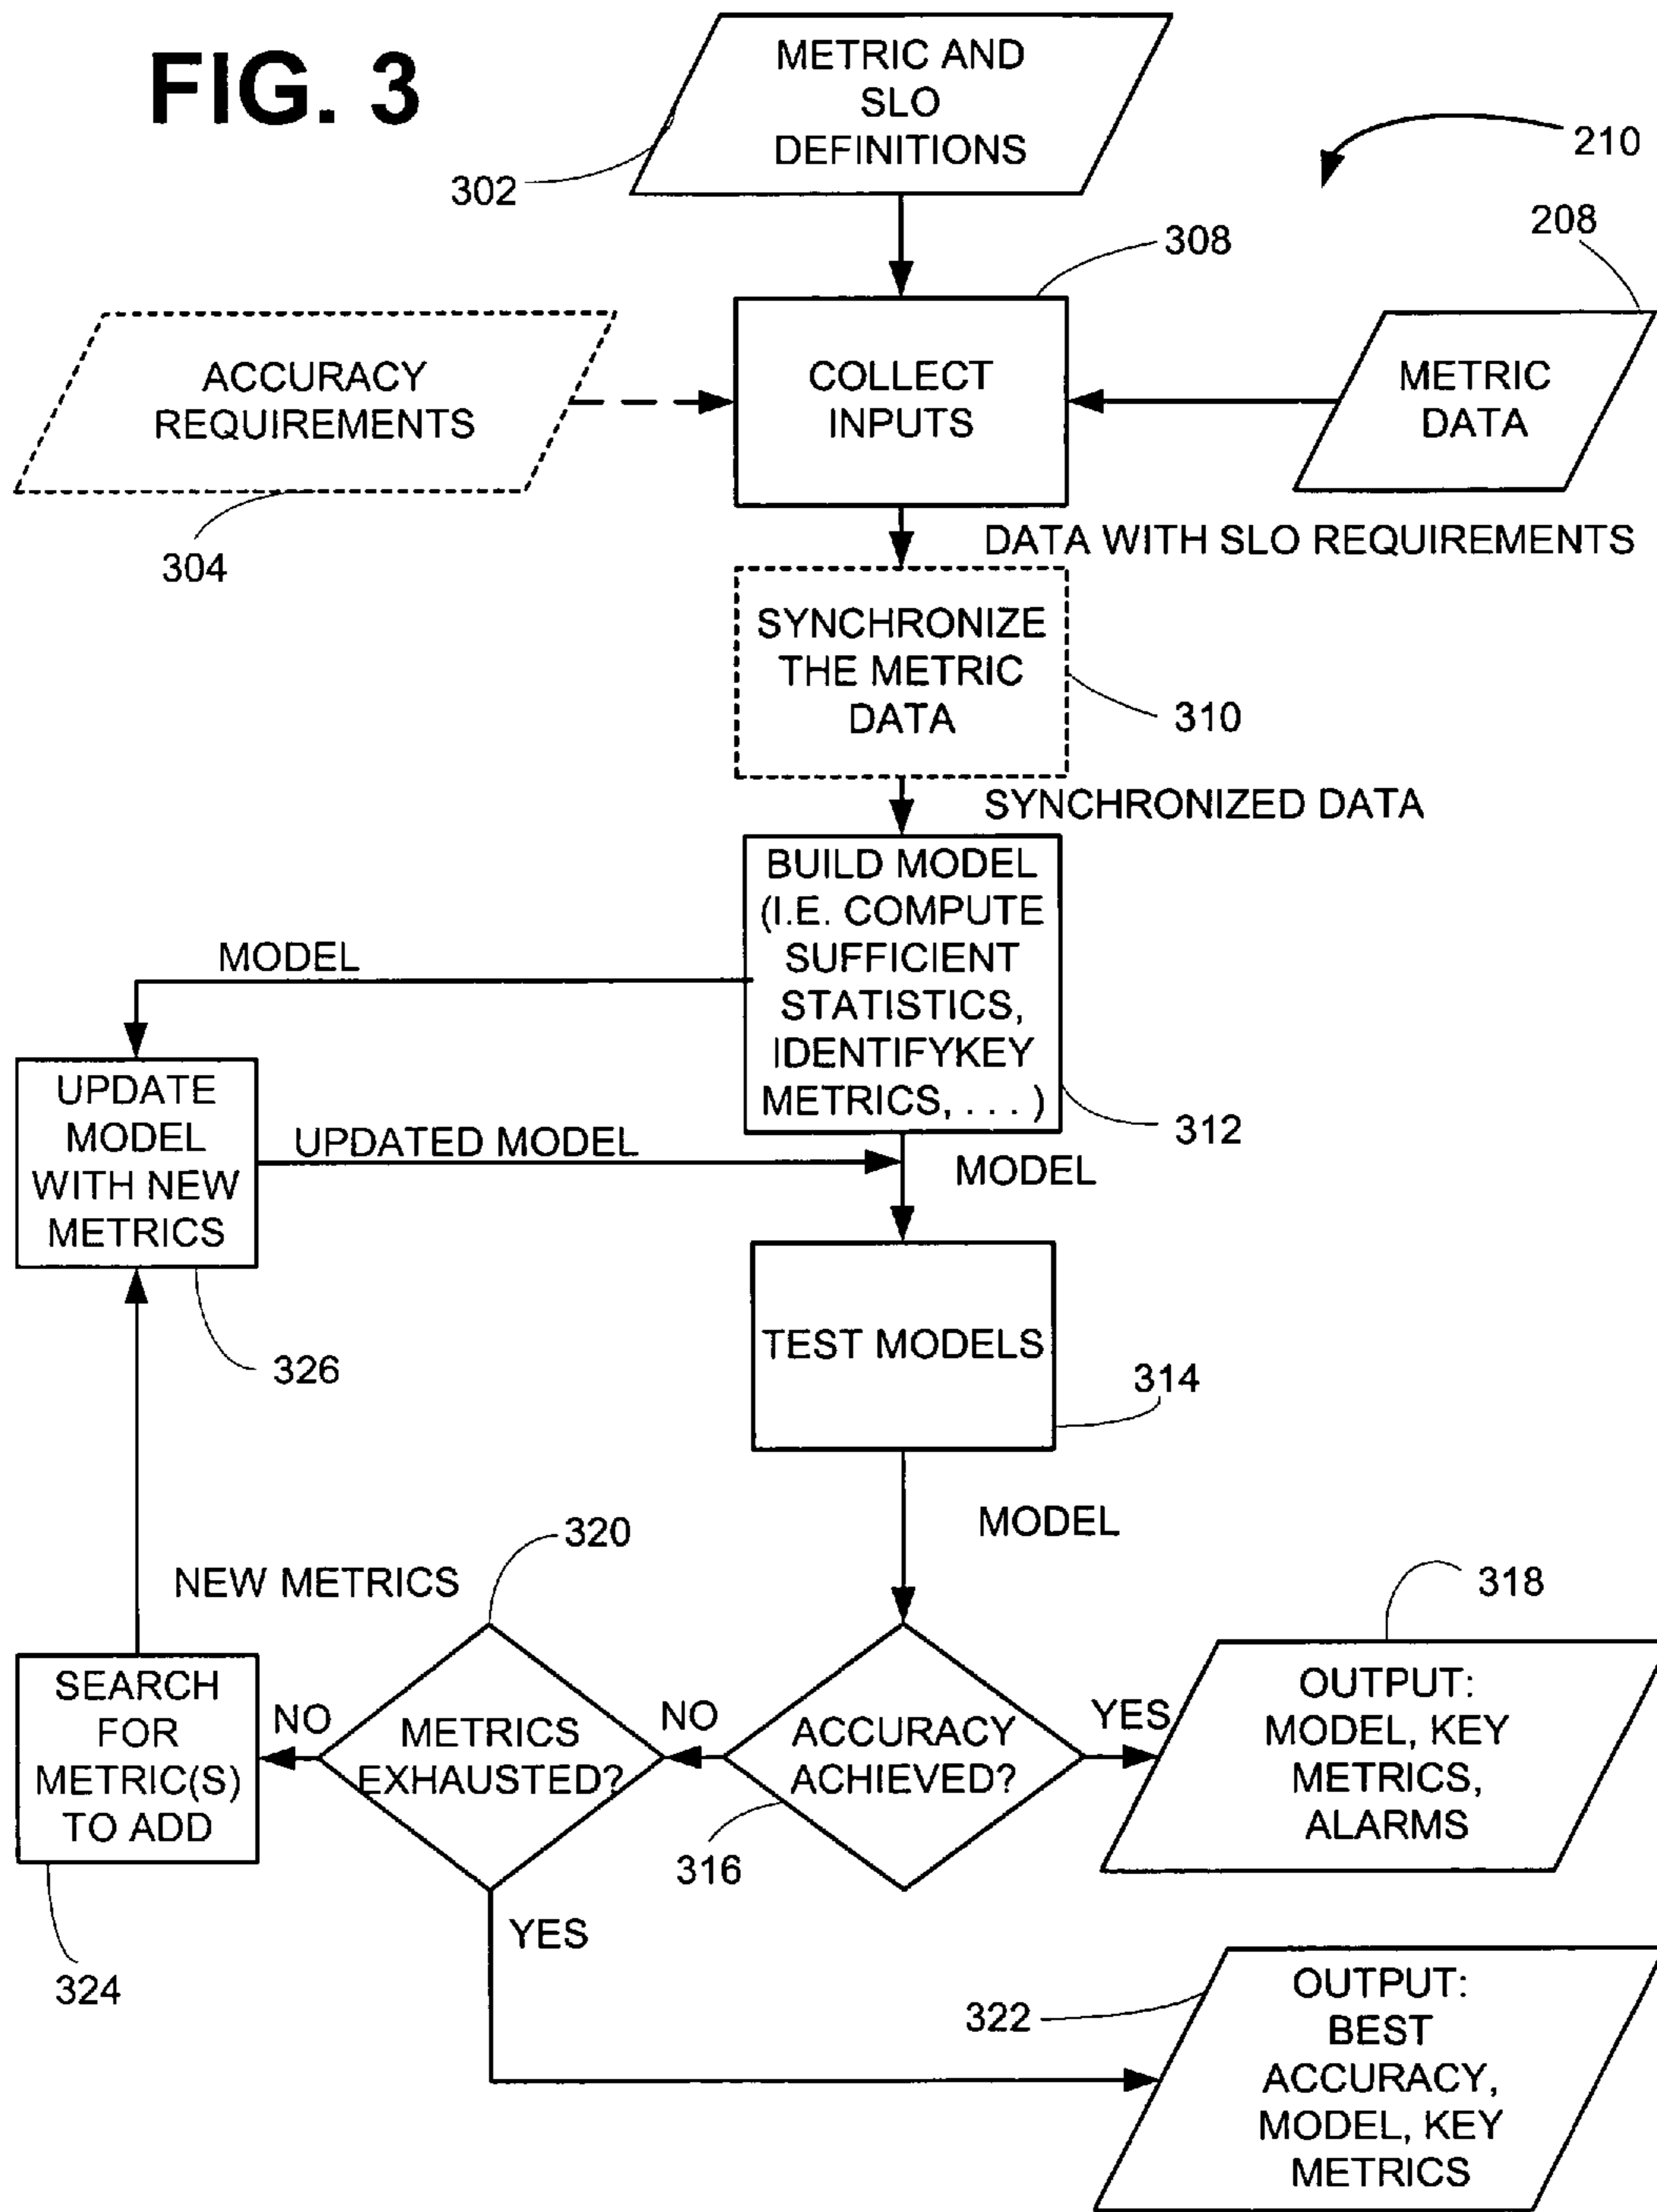 FIG. 3
METRIC AND
SLO
DEFINITIONS
302
210
208
308
ACCURACY
REQUIREMENTS
304
COLLECT
INPUTS
METRIC
DATA
DATA WITH SLO REQUIREMENTS
SYNCHRONIZE
THE METRIC
DATA
310
SYNCHRONIZED DATA
BUILD MODEL
(I.E. COMPUTE
SUFFICIENT
STATISTICS,
IDENTIFYKEY
METRICS, . . . )
312
MODEL
UPDATE
MODEL
WITH NEW
METRICS
326
UPDATED MODEL
MODEL
TEST MODELS
314
MODEL
320
NEW METRICS
318
SEARCH
FOR
METRIC(S)
TO ADD
324
NO
METRICS
EXHAUSTED?
NO
ACCURACY
ACHIEVED?
316
YES
OUTPUT:
MODEL, KEY
METRICS,
ALARMS
YES
322
OUTPUT:
BEST
ACCURACY,
MODEL, KEY
METRICS